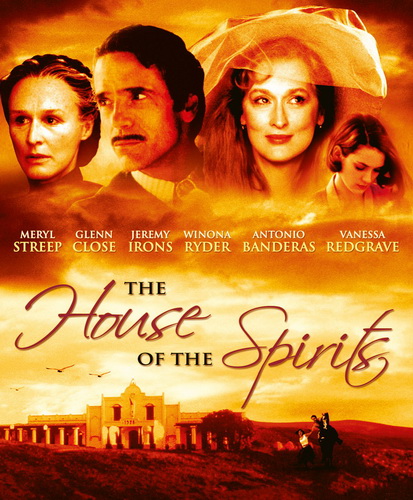 MERYL GLENN JEREMY WINONA ANTONIO VANESSA
STREEP CLOSE IRONS RYDER BANDERAS REDGRAVE
THE
House
OF THE Spirits